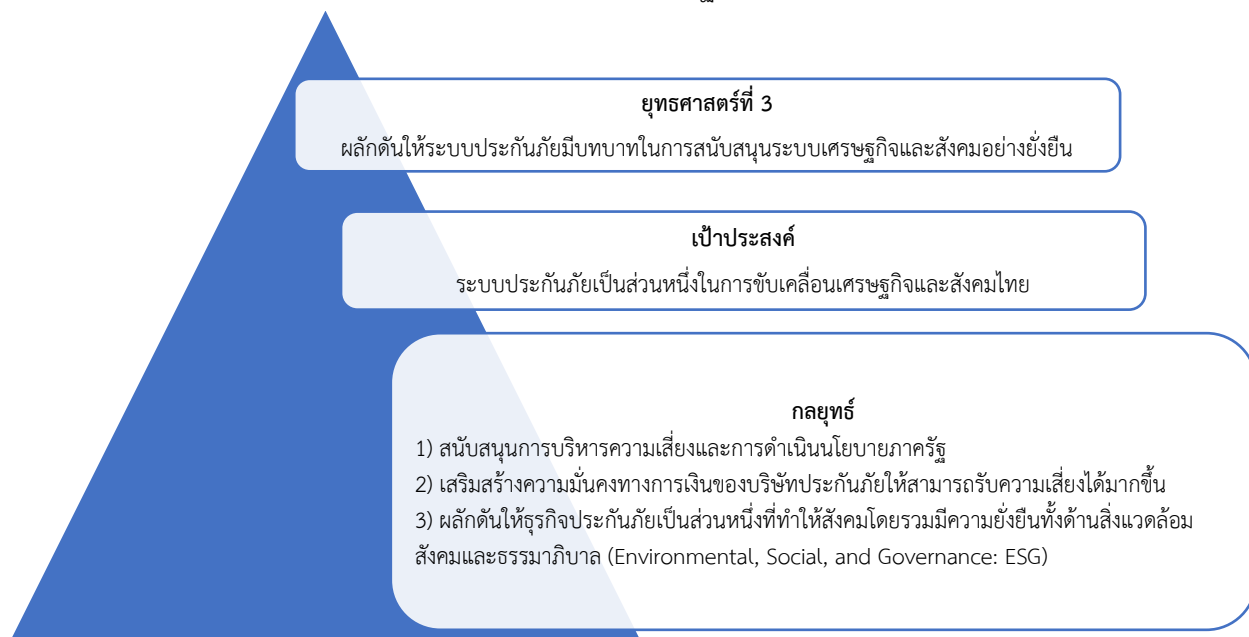 ยุทธศาสตร์ที่ 3
ผลักดันให้ระบบประกันภัยมีบทบาทในการสนับสนุนระบบเศรษฐกิจและสังคมอย่างยั่งยืน
เป้าประสงค์
ระบบประกันภัยเป็นส่วนหนึ่งในการขับเคลื่อนเศรษฐกิจและสังคมไทย
กลยุทธ์
1) สนับสนุนการบริหารความเสี่ยงและการดำเนินนโยบายภาครัฐ
2) เสริมสร้างความมั่นคงทางการเงินของบริษัทประกันภัยให้สามารถรับความเสี่ยงได้มากขึ้น
3) ผลักดันให้ธุรกิจประกันภัยเป็นส่วนหนึ่งที่ทำให้สังคมโดยรวมมีความยั่งยืนทั้งด้านสิ่งแวดล้อม
สังคมและธรรมาภิบาล (Environmental, Social, and Governance: ESG)